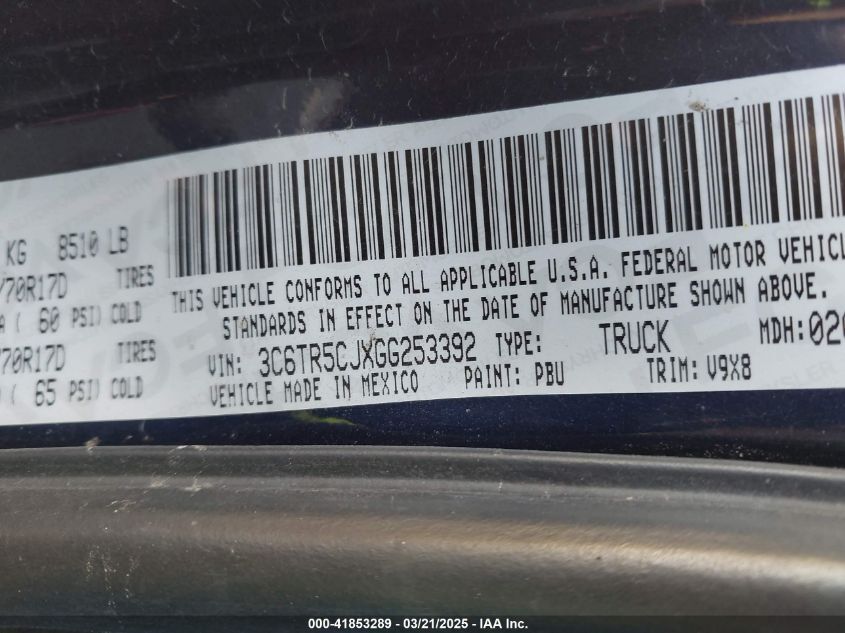 KG 8510 LB
/70R17D TIRES
( 60 PSI) COLD
/70R17D TIRES
( 65 PSI) COLD
THIS VEHICLE CONFORMS TO ALL APPLICABLE U.S.A. FEDERAL MOTOR VEHICL
STANDARDS IN EFFECT ON THE DATE OF MANUFACTURE SHOWN ABOVE.
VIN: 3C6TR5CJXGG253392 TYPE: TRUCK MDH: 020
VEHICLE MADE IN MEXICO PAINT: PBU TRIM: V9X8
000-41853289 - 03/21/2025 - IAA Inc.